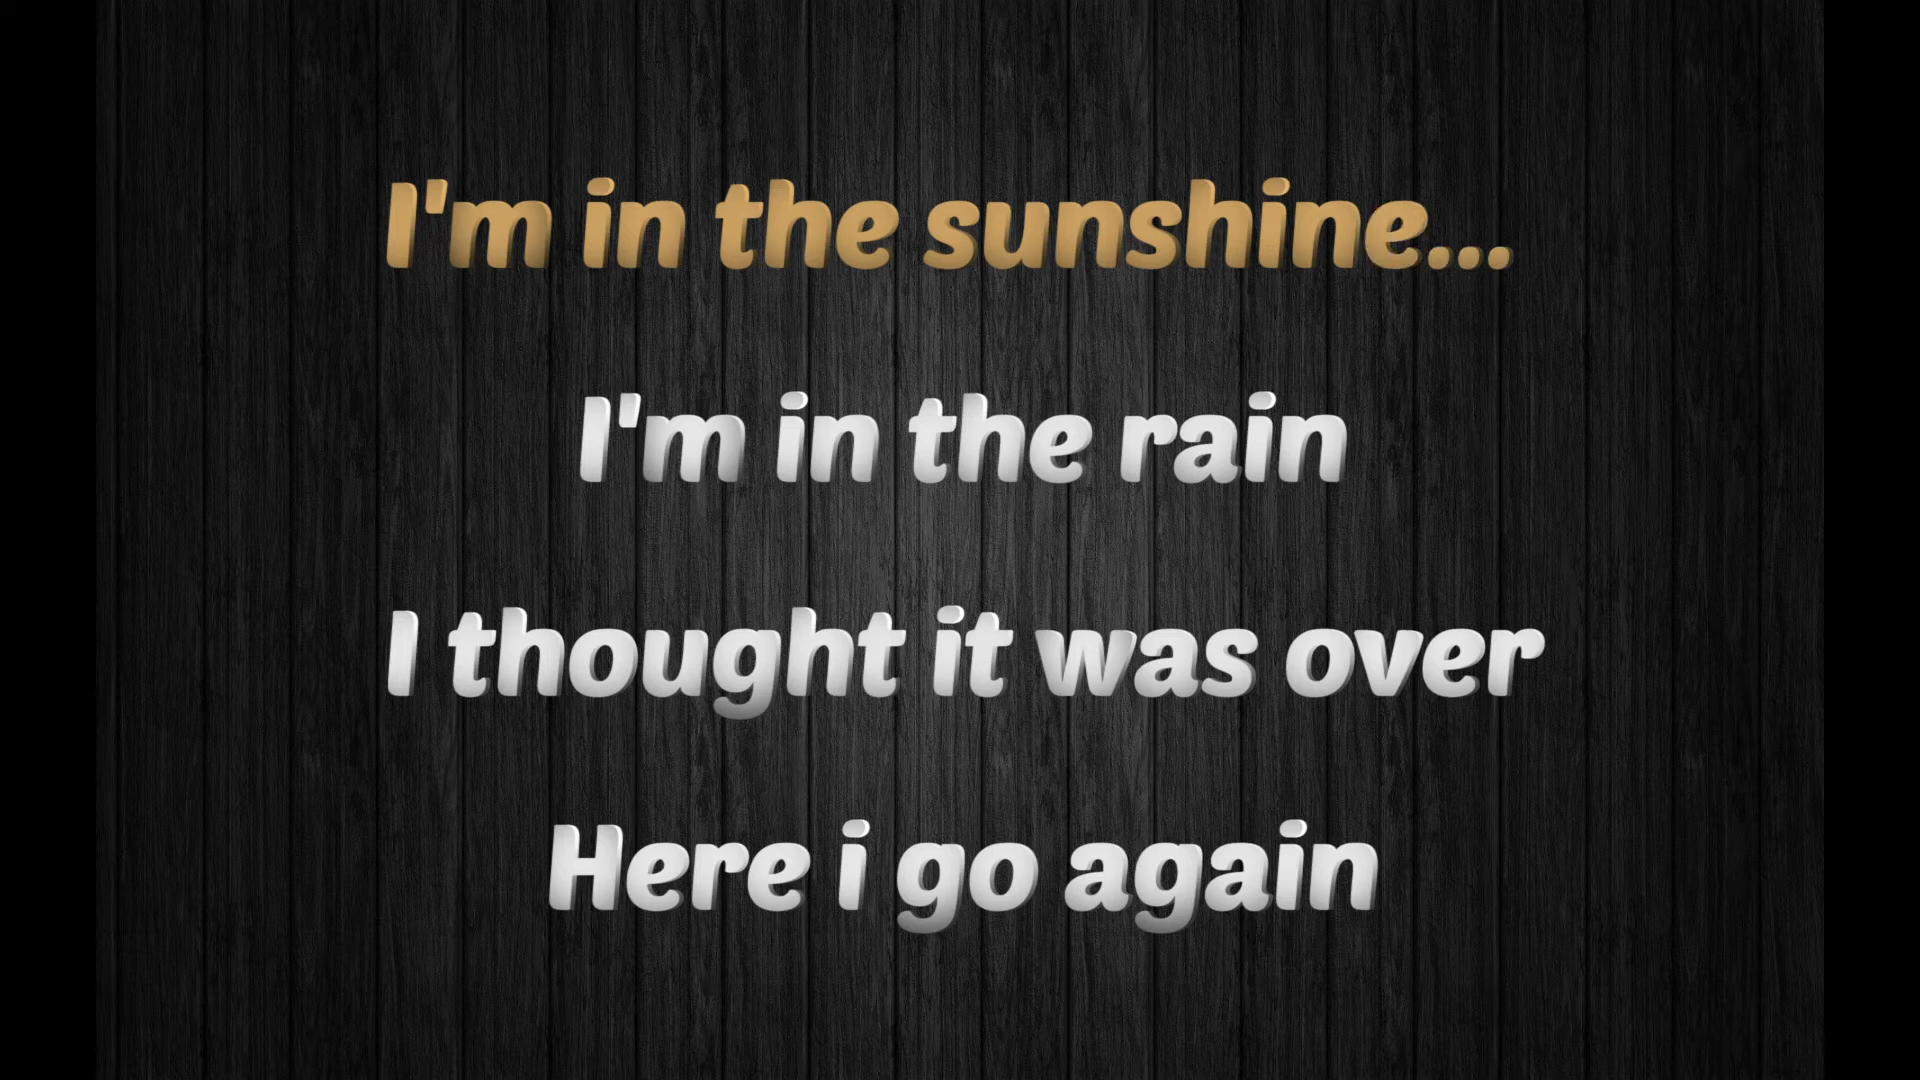 I'm in the sunshine...
I'm in the rain
I thought it was over
Here i go again